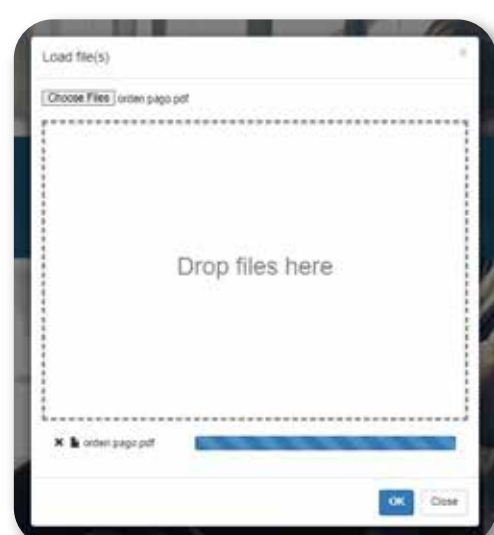 Load file(s)
×
Choose Files orden pago.pdf
Drop files here
orden pago.pdf
OK Close